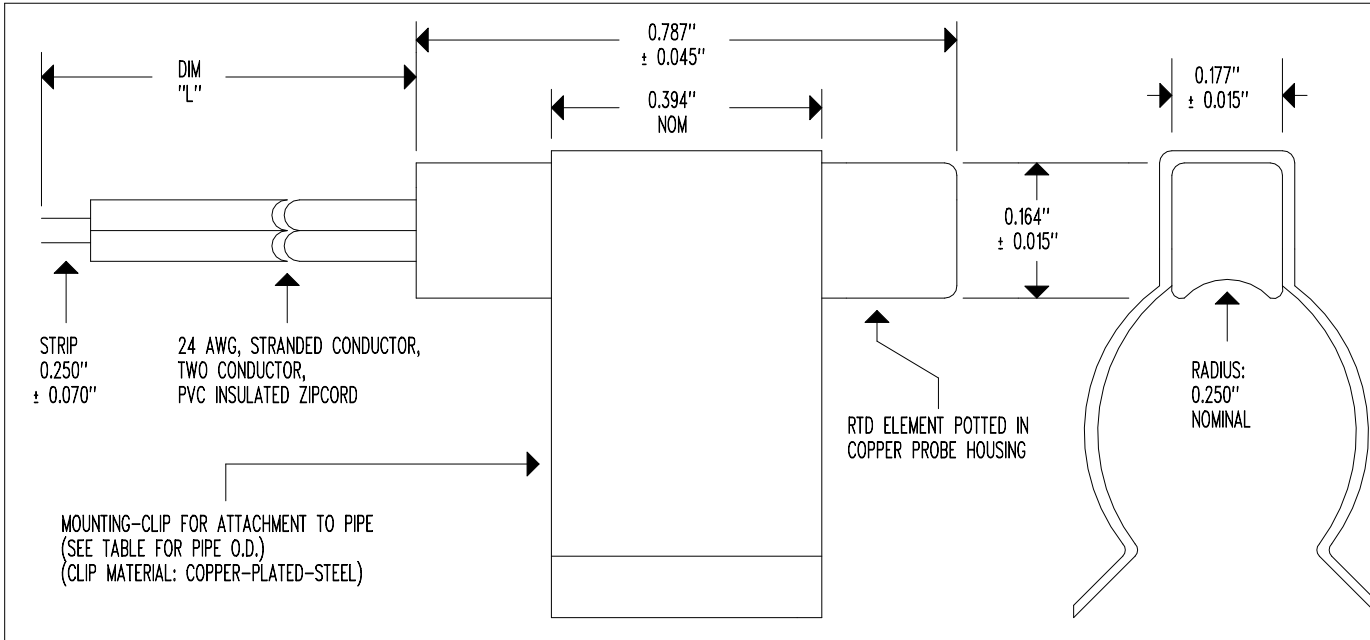 0.787"
± 0.045"
DIM
"L"
0.394"
NOM
0.177"
± 0.015"
0.164"
± 0.015"
STRIP
0.250"
± 0.070"
24 AWG, STRANDED CONDUCTOR,
TWO CONDUCTOR,
PVC INSULATED ZIPCORD
RTD ELEMENT POTTED IN
COPPER PROBE HOUSING
RADIUS:
0.250"
NOMINAL
MOUNTING-CLIP FOR ATTACHMENT TO PIPE
(SEE TABLE FOR PIPE O.D.)
(CLIP MATERIAL: COPPER-PLATED-STEEL)